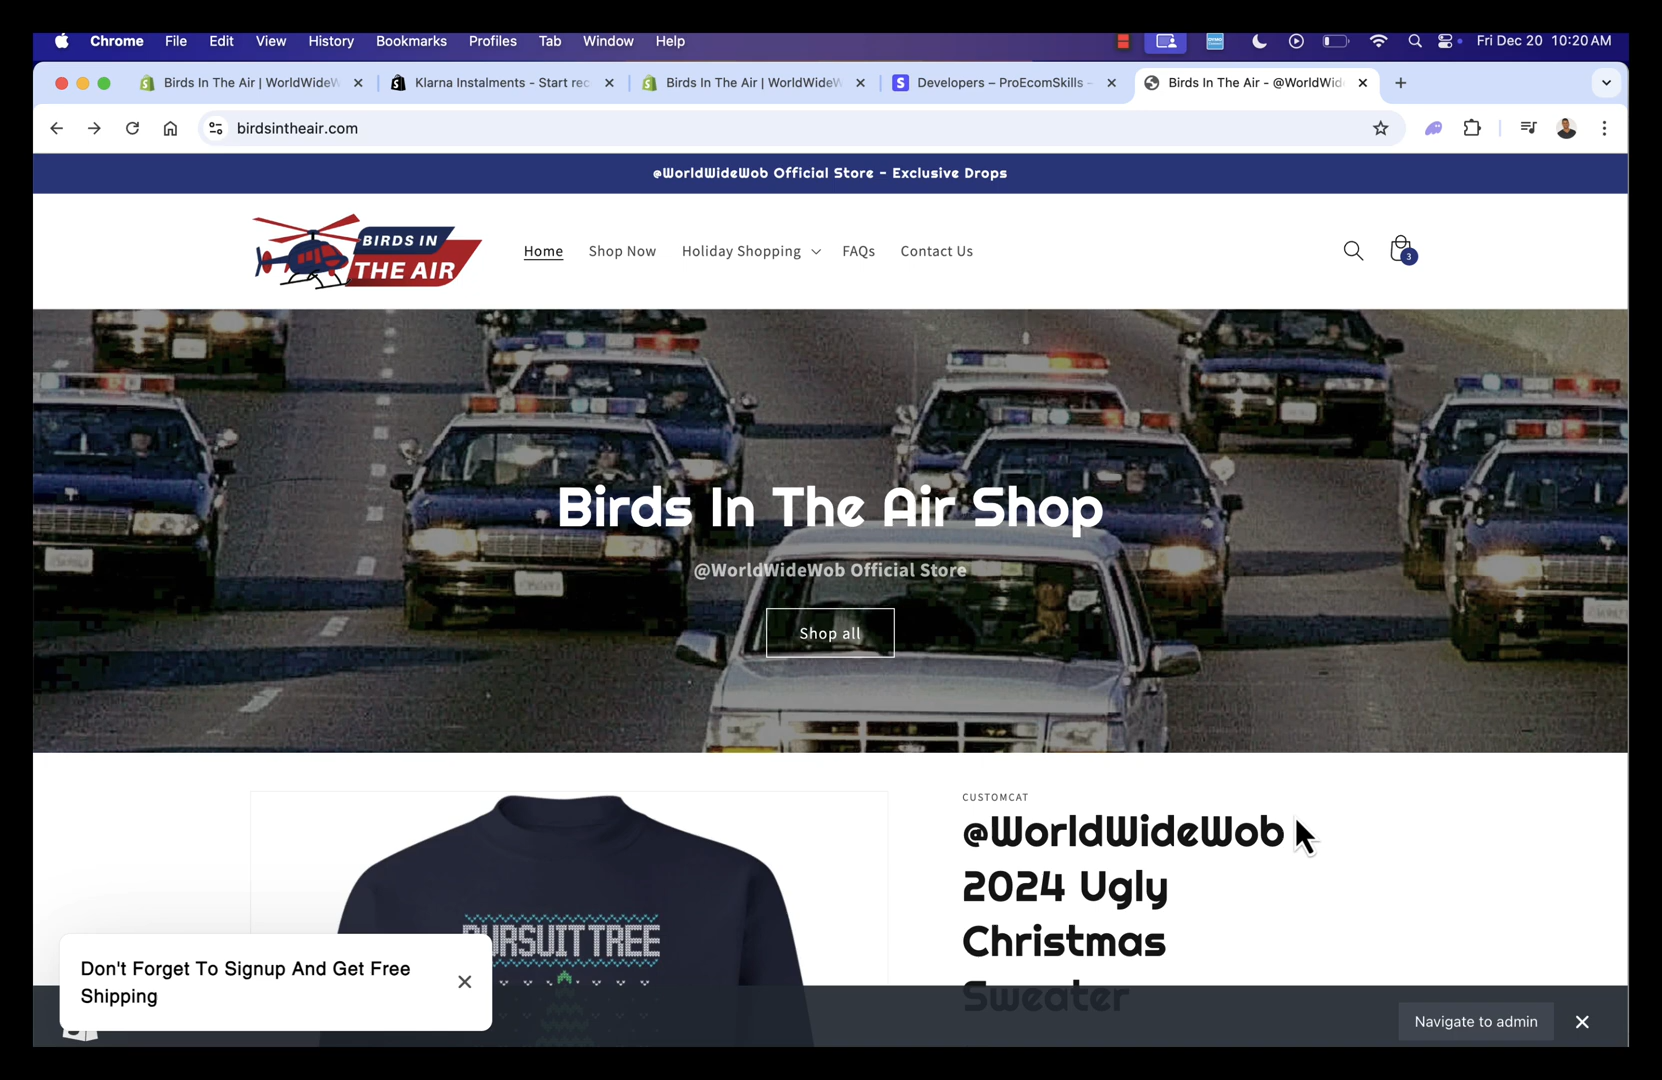 Chrome File Edit View History Bookmarks Profiles Tab Window Help Fri Dec 20 10:20 AM
Birds In The Air | WorldWideW Klarna Instalments - Start rec Birds In The Air | WorldWideW Developers – ProEcomSkills - Birds In The Air - @WorldWid
birdsintheair.com
@WorldWideWob Official Store - Exclusive Drops
BIRDS IN
THE AIR
Home Shop Now Holiday Shopping FAQs Contact Us
3
Birds In The Air Shop
@WorldWideWob Official Store
Shop all
CUSTOMCAT
@WorldWideWob
2024 Ugly
Christmas
Sweater
PURSUIT TREE
Don't Forget To Signup And Get Free
Shipping
Navigate to admin